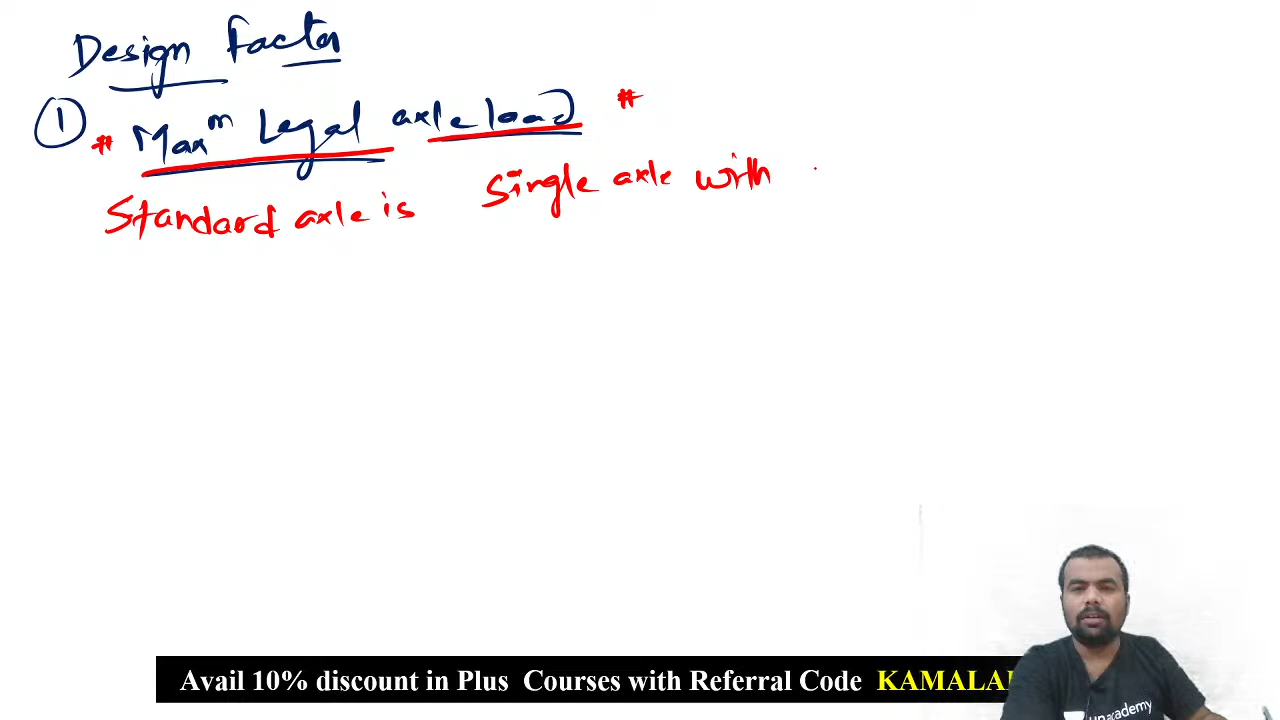 Design Factor
① # Maxᵐ Legal axle load #
Standard axle is single axle with
Avail 10% discount in Plus Courses with Referral Code KAMALA
unacademy